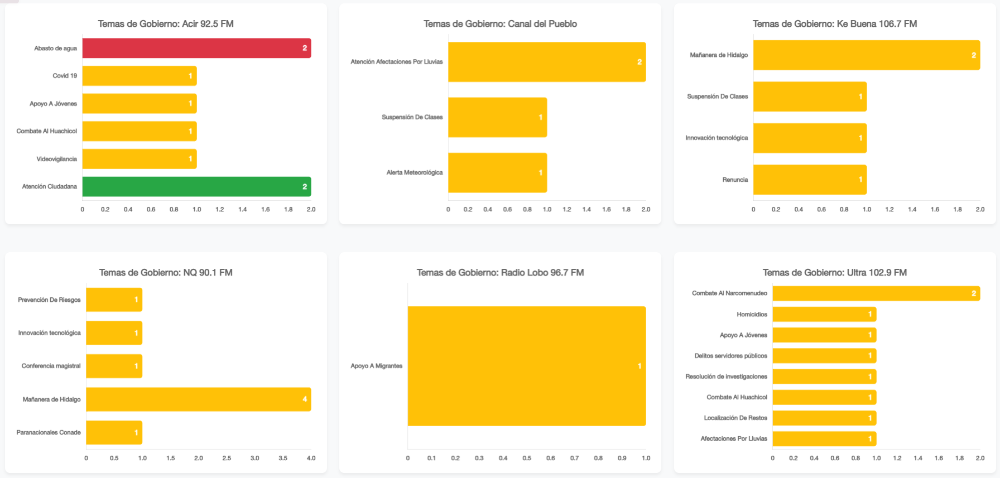 Temas de Gobierno: Acir 92.5 FM
Abasto de agua
2
Covid 19
1
Apoyo A Jóvenes
1
Combate Al Huachicol
1
Videovigilancia
1
Atención Ciudadana
2
0 0.2 0.4 0.6 0.8 1.0 1.2 1.4 1.6 1.8 2.0
Temas de Gobierno: Canal del Pueblo
Atención Afectaciones Por Lluvias
2
Suspensión De Clases
1
Alerta Meteorológica
1
0 0.2 0.4 0.6 0.8 1.0 1.2 1.4 1.6 1.8 2.0
Temas de Gobierno: Ke Buena 106.7 FM
Mañanera de Hidalgo
2
Suspensión De Clases
1
Innovación tecnológica
1
Renuncia
1
0 0.2 0.4 0.6 0.8 1.0 1.2 1.4 1.6 1.8 2.0
Temas de Gobierno: NQ 90.1 FM
Prevención De Riesgos
1
Innovación tecnológica
1
Conferencia magistral
1
Mañanera de Hidalgo
4
Paranacionales Conade
1
0 0.5 1.0 1.5 2.0 2.5 3.0 3.5 4.0
Temas de Gobierno: Radio Lobo 96.7 FM
Apoyo A Migrantes
1
0 0.1 0.2 0.3 0.4 0.5 0.6 0.7 0.8 0.9 1.0
Temas de Gobierno: Ultra 102.9 FM
Combate Al Narcomenudeo
2
Homicidios
1
Apoyo A Jóvenes
1
Delitos servidores públicos
1
Resolución de investigaciones
1
Combate Al Huachicol
1
Localización De Restos
1
Afectaciones Por Lluvias
1
0 0.2 0.4 0.6 0.8 1.0 1.2 1.4 1.6 1.8 2.0